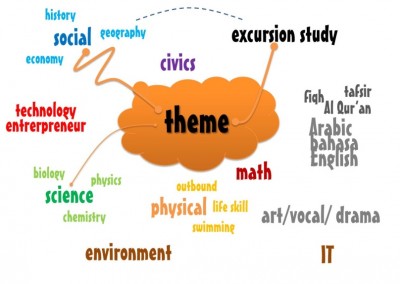 history
geography
social
economy
excursion study
civics
technology
entrerpreneur
theme
fiqh
tafsir
Al Qur'an
Arabic
bahasa
English
biology
physics
science
chemistry
math
outbound
physical
life skill
swimming
art/vocal/ drama
environment
IT